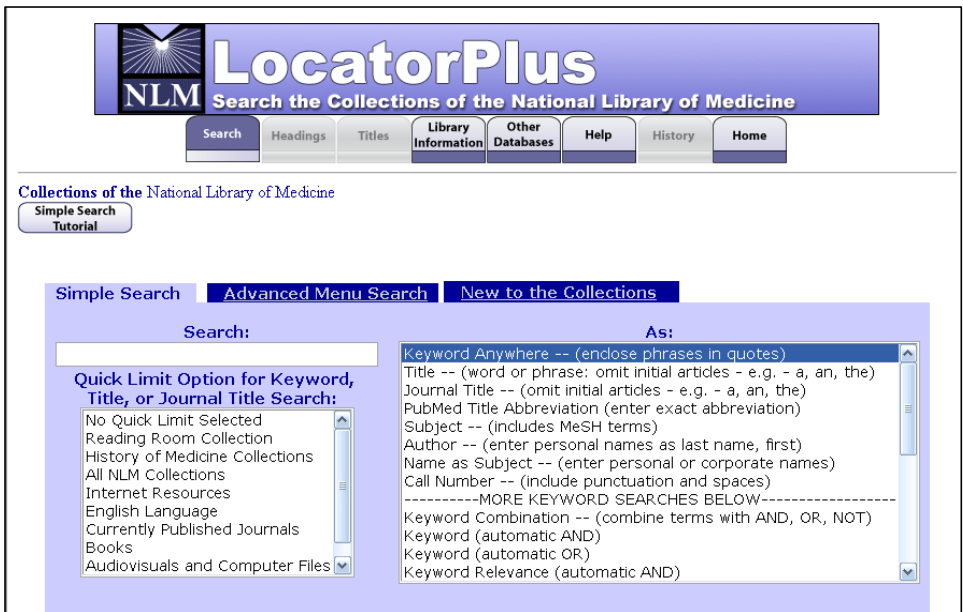 NLM
LocatorPlus
Search the Collections of the National Library of Medicine
Search
Headings
Titles
Library
Information
Other
Databases
Help
History
Home
Collections of the National Library of Medicine
Simple Search
Tutorial
Simple Search
Advanced Menu Search
New to the Collections
Search:
Quick Limit Option for Keyword,
Title, or Journal Title Search:
No Quick Limit Selected
Reading Room Collection
History of Medicine Collections
All NLM Collections
Internet Resources
English Language
Currently Published Journals
Books
Audiovisuals and Computer Files
As:
Keyword Anywhere -- (enclose phrases in quotes)
Title -- (word or phrase: omit initial articles - e.g. - a, an, the)
Journal Title -- (omit initial articles - e.g. - a, an, the)
PubMed Title Abbreviation (enter exact abbreviation)
Subject -- (includes MeSH terms)
Author -- (enter personal names as last name, first)
Name as Subject -- (enter personal or corporate names)
Call Number -- (include punctuation and spaces)
----------MORE KEYWORD SEARCHES BELOW------------------
Keyword Combination -- (combine terms with AND, OR, NOT)
Keyword (automatic AND)
Keyword (automatic OR)
Keyword Relevance (automatic AND)